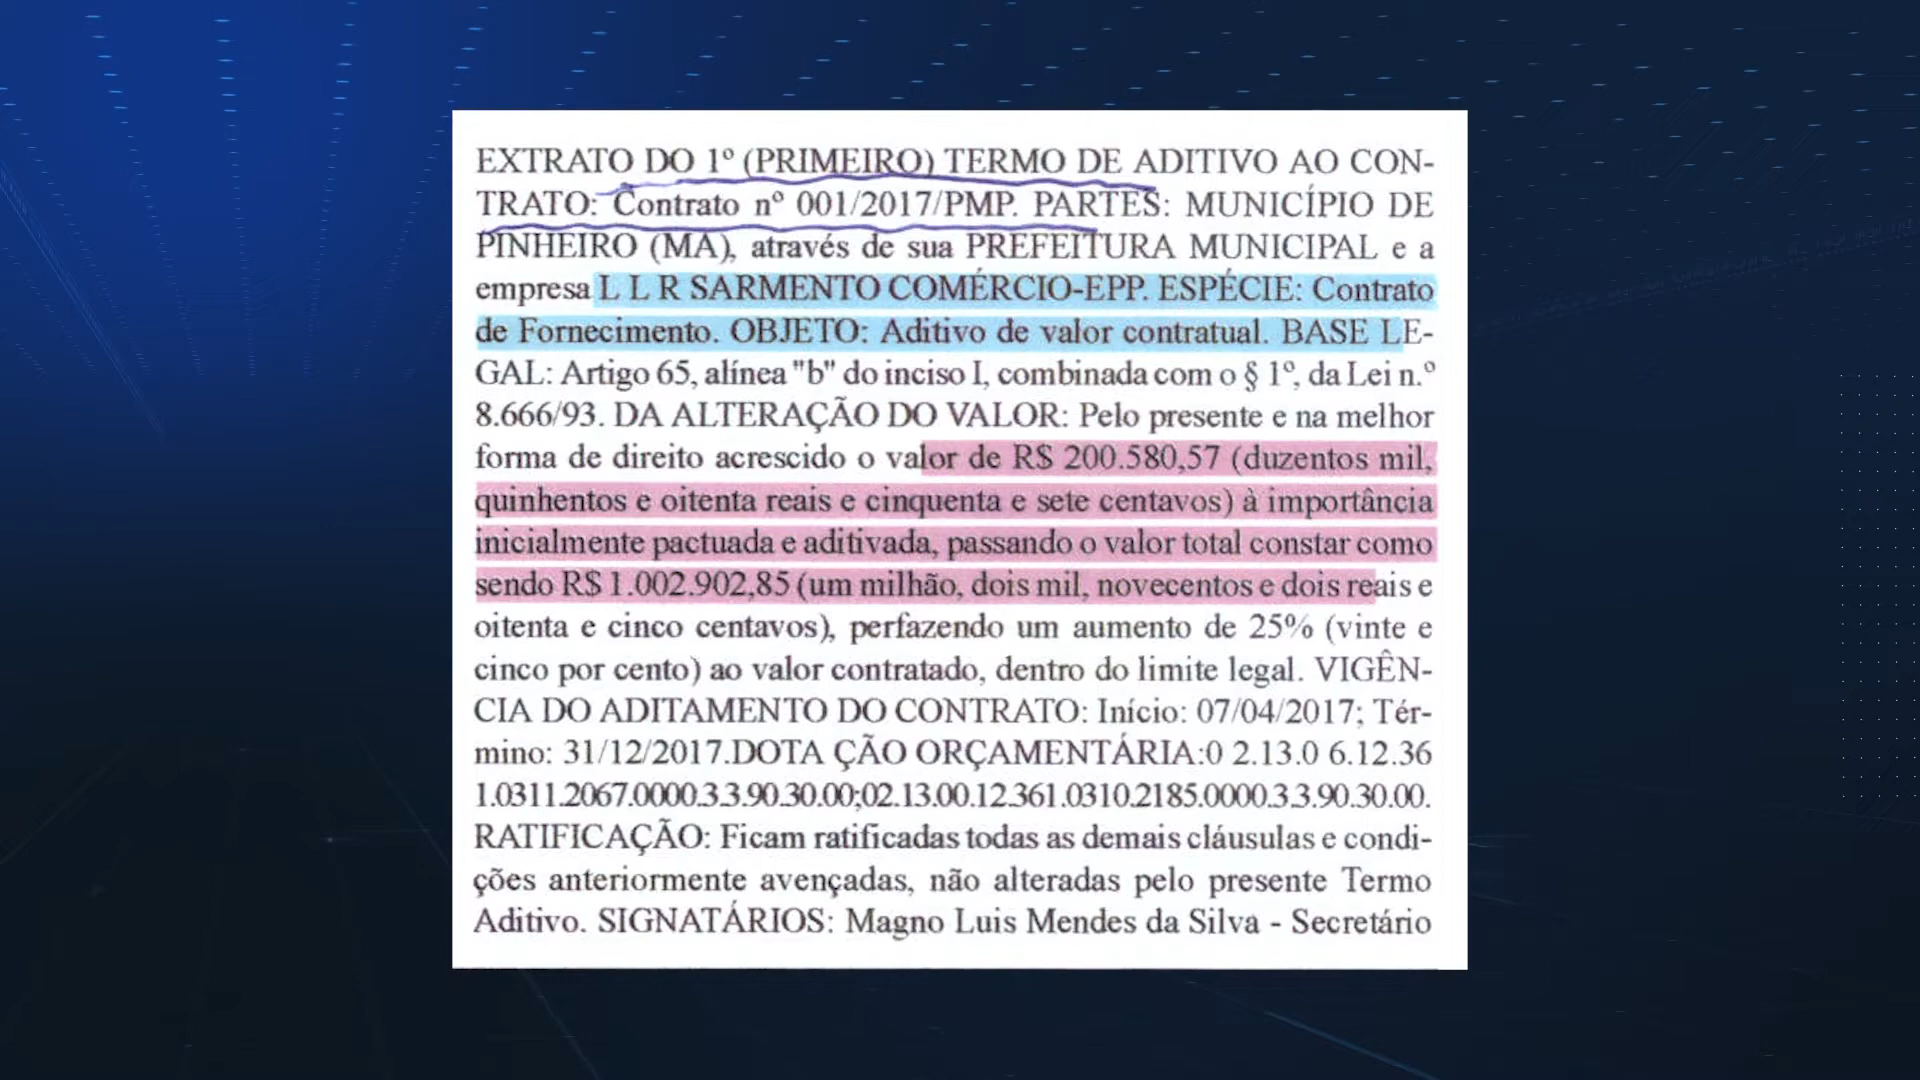 EXTRATO DO 1º (PRIMEIRO) TERMO DE ADITIVO AO CON-
TRATO: Contrato nº 001/2017/PMP. PARTES: MUNICÍPIO DE
PINHEIRO (MA), através de sua PREFEITURA MUNICIPAL e a
empresa L L R SARMENTO COMÉRCIO-EPP. ESPÉCIE: Contrato
de Fornecimento. OBJETO: Aditivo de valor contratual. BASE LE-
GAL: Artigo 65, alínea "b" do inciso I, combinada com o § 1º, da Lei n.º
8.666/93. DA ALTERAÇÃO DO VALOR: Pelo presente e na melhor
forma de direito acrescido o valor de R$ 200.580,57 (duzentos mil,
quinhentos e oitenta reais e cinquenta e sete centavos) à importância
inicialmente pactuada e aditivada, passando o valor total constar como
sendo R$ 1.002.902,85 (um milhão, dois mil, novecentos e dois reais e
oitenta e cinco centavos), perfazendo um aumento de 25% (vinte e
cinco por cento) ao valor contratado, dentro do limite legal. VIGÊN-
CIA DO ADITAMENTO DO CONTRATO: Início: 07/04/2017; Tér-
mino: 31/12/2017.DOTA ÇÃO ORÇAMENTÁRIA:0 2.13.0 6.12.36
1.0311.2067.0000.3.3.90.30.00;02.13.00.12.361.0310.2185.0000.3.3.90.30.00.
RATIFICAÇÃO: Ficam ratificadas todas as demais cláusulas e condi-
ções anteriormente avençadas, não alteradas pelo presente Termo
Aditivo. SIGNATÁRIOS: Magno Luis Mendes da Silva - Secretário